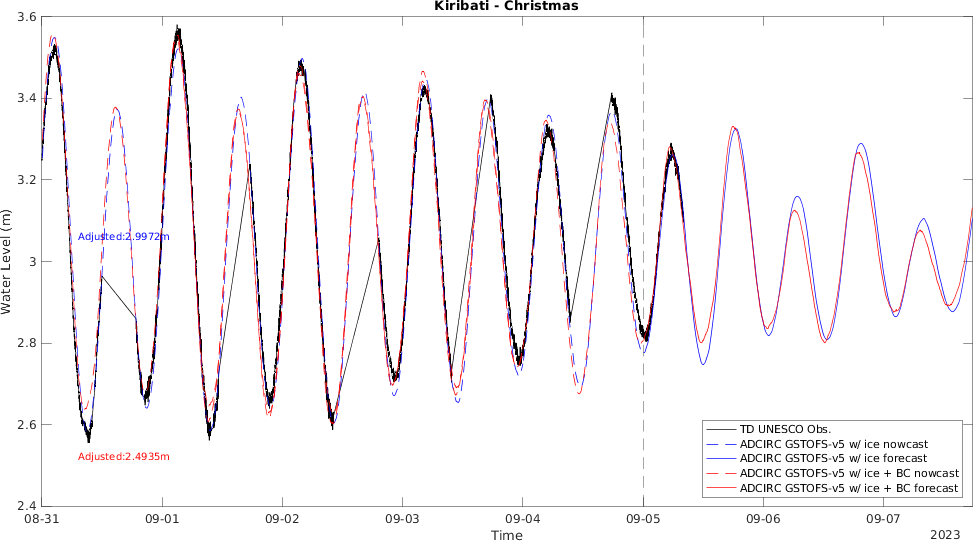 Kiribati - Christmas
3.6
3.4
3.2
3
2.8
2.6
2.4
Water Level (m)
Adjusted:2.9972m
Adjusted:2.4935m
TD UNESCO Obs.
ADCIRC GSTOFS-v5 w/ ice nowcast
ADCIRC GSTOFS-v5 w/ ice forecast
ADCIRC GSTOFS-v5 w/ ice + BC nowcast
ADCIRC GSTOFS-v5 w/ ice + BC forecast
08-31 09-01 09-02 09-03 09-04 09-05 09-06 09-07
Time
2023